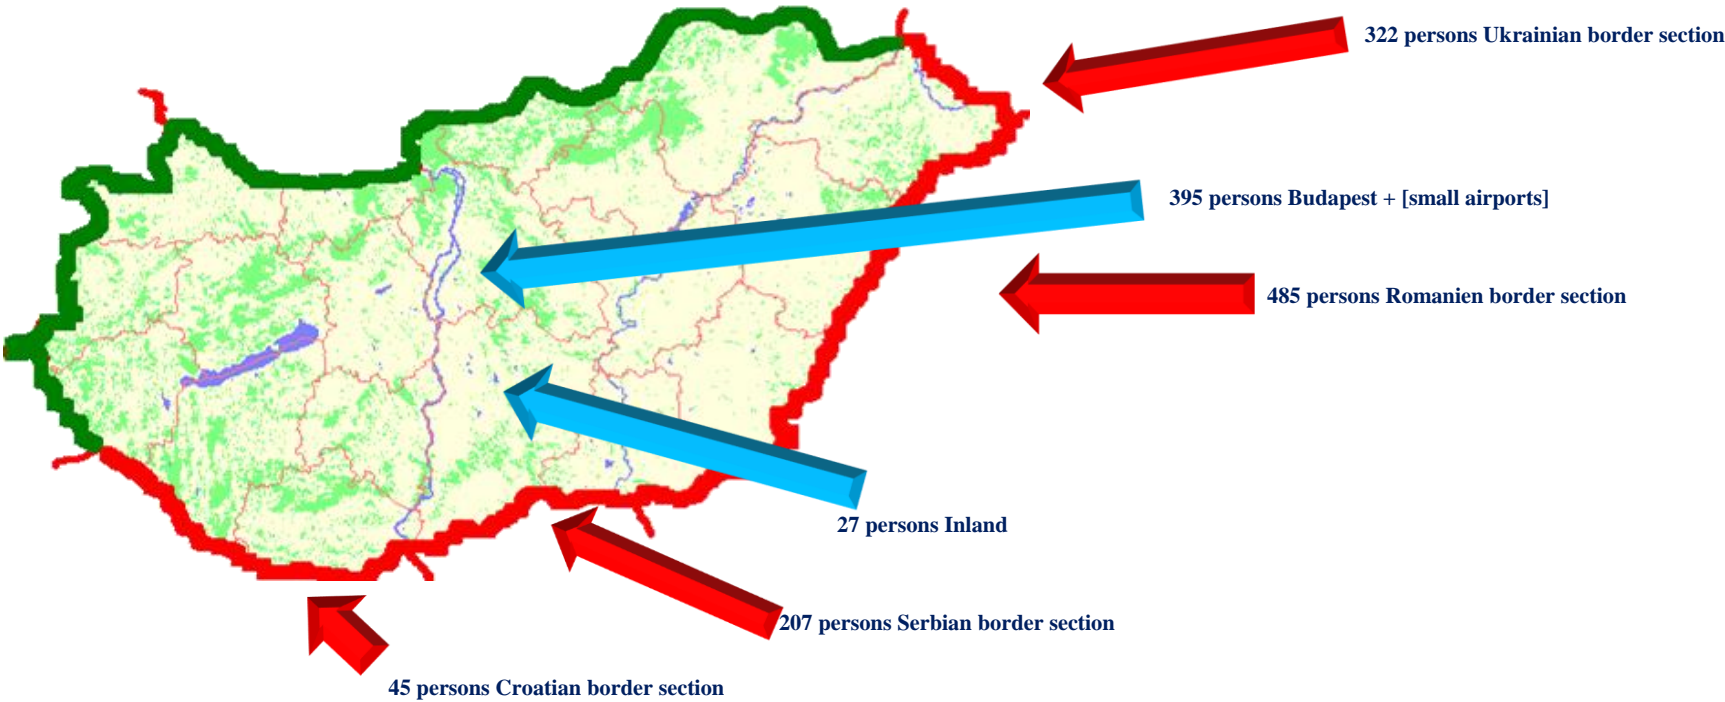 322 persons Ukrainian border section
395 persons Budapest + [small airports]
485 persons Romanien border section
27 persons Inland
207 persons Serbian border section
45 persons Croatian border section